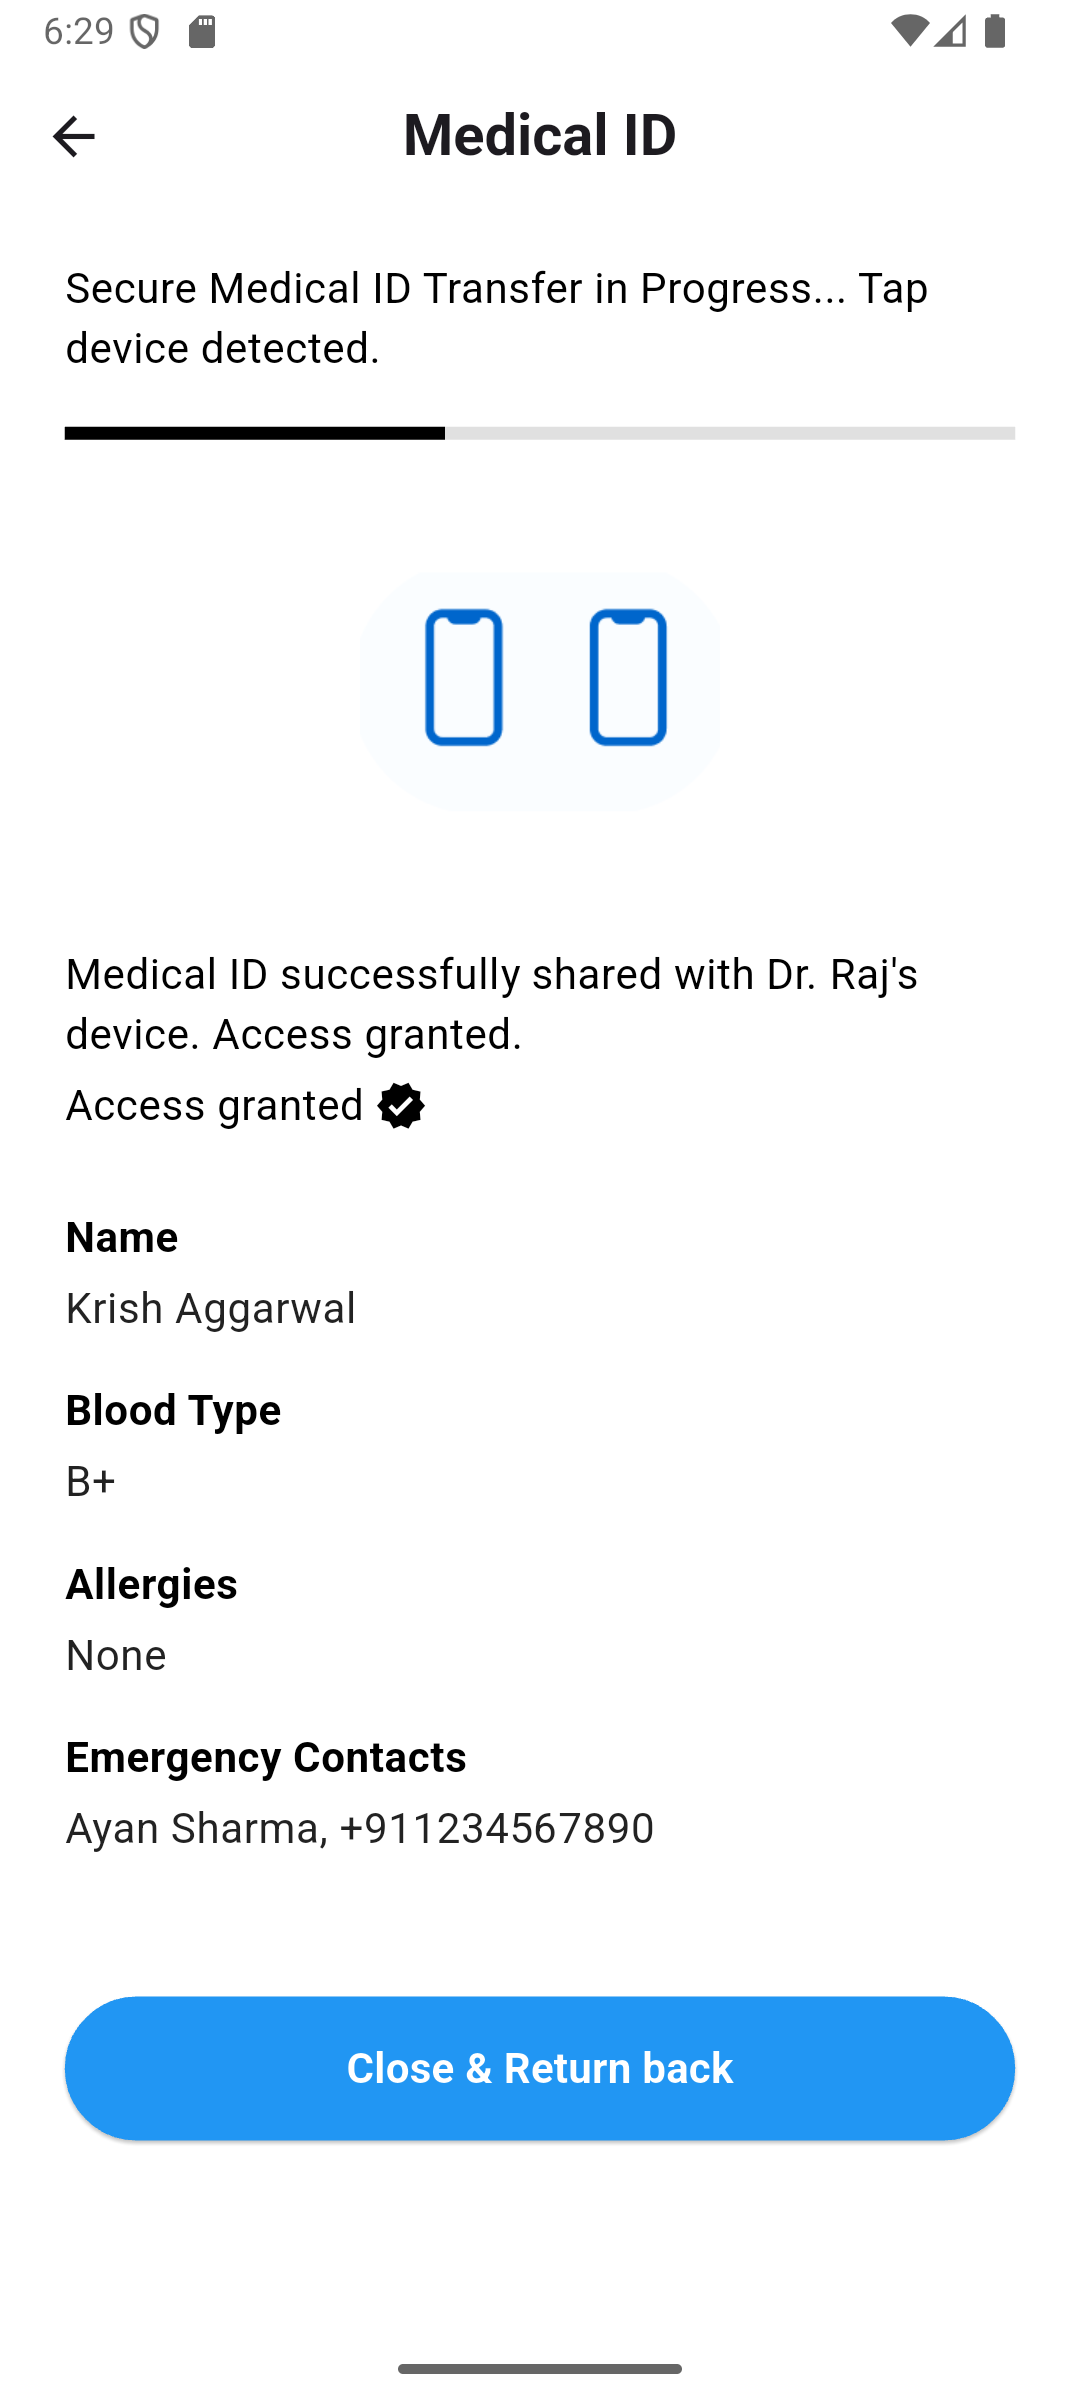 6:29
Medical ID
Secure Medical ID Transfer in Progress... Tap
device detected.
Medical ID successfully shared with Dr. Raj's
device. Access granted.
Access granted
Name
Krish Aggarwal
Blood Type
B+
Allergies
None
Emergency Contacts
Ayan Sharma, +911234567890
Close & Return back